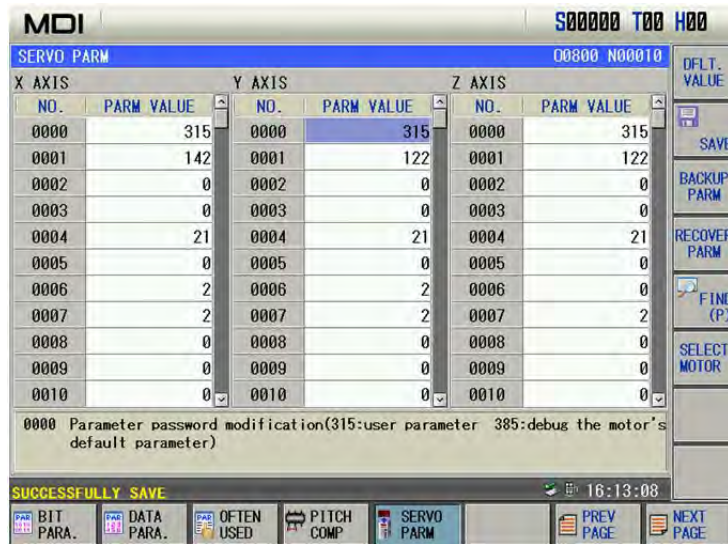 MDI S00000 T00 H00
SERVO PARM O0800 N00010
X AXIS Y AXIS Z AXIS
NO. PARM VALUE NO. PARM VALUE NO. PARM VALUE
0000 315 0000 315 0000 315
0001 142 0001 122 0001 122
0002 0 0002 0 0002 0
0003 0 0003 0 0003 0
0004 21 0004 21 0004 21
0005 0 0005 0 0005 0
0006 2 0006 2 0006 2
0007 2 0007 2 0007 2
0008 0 0008 0 0008 0
0009 0 0009 0 0009 0
0010 0 0010 0 0010 0
0000 Parameter password modification(315:user parameter 385:debug the motor's
default parameter)
SUCCESSFULLY SAVE 16:13:08
DFLT.
VALUE
SAVE
BACKUP
PARM
RECOVER
PARM
FIND
(P)
SELECT
MOTOR
PAR BIT
PARA.
PAR DATA
PARA.
PAR OFTEN
USED
PITCH
COMP
SERVO
PARM
PREV
PAGE
NEXT
PAGE